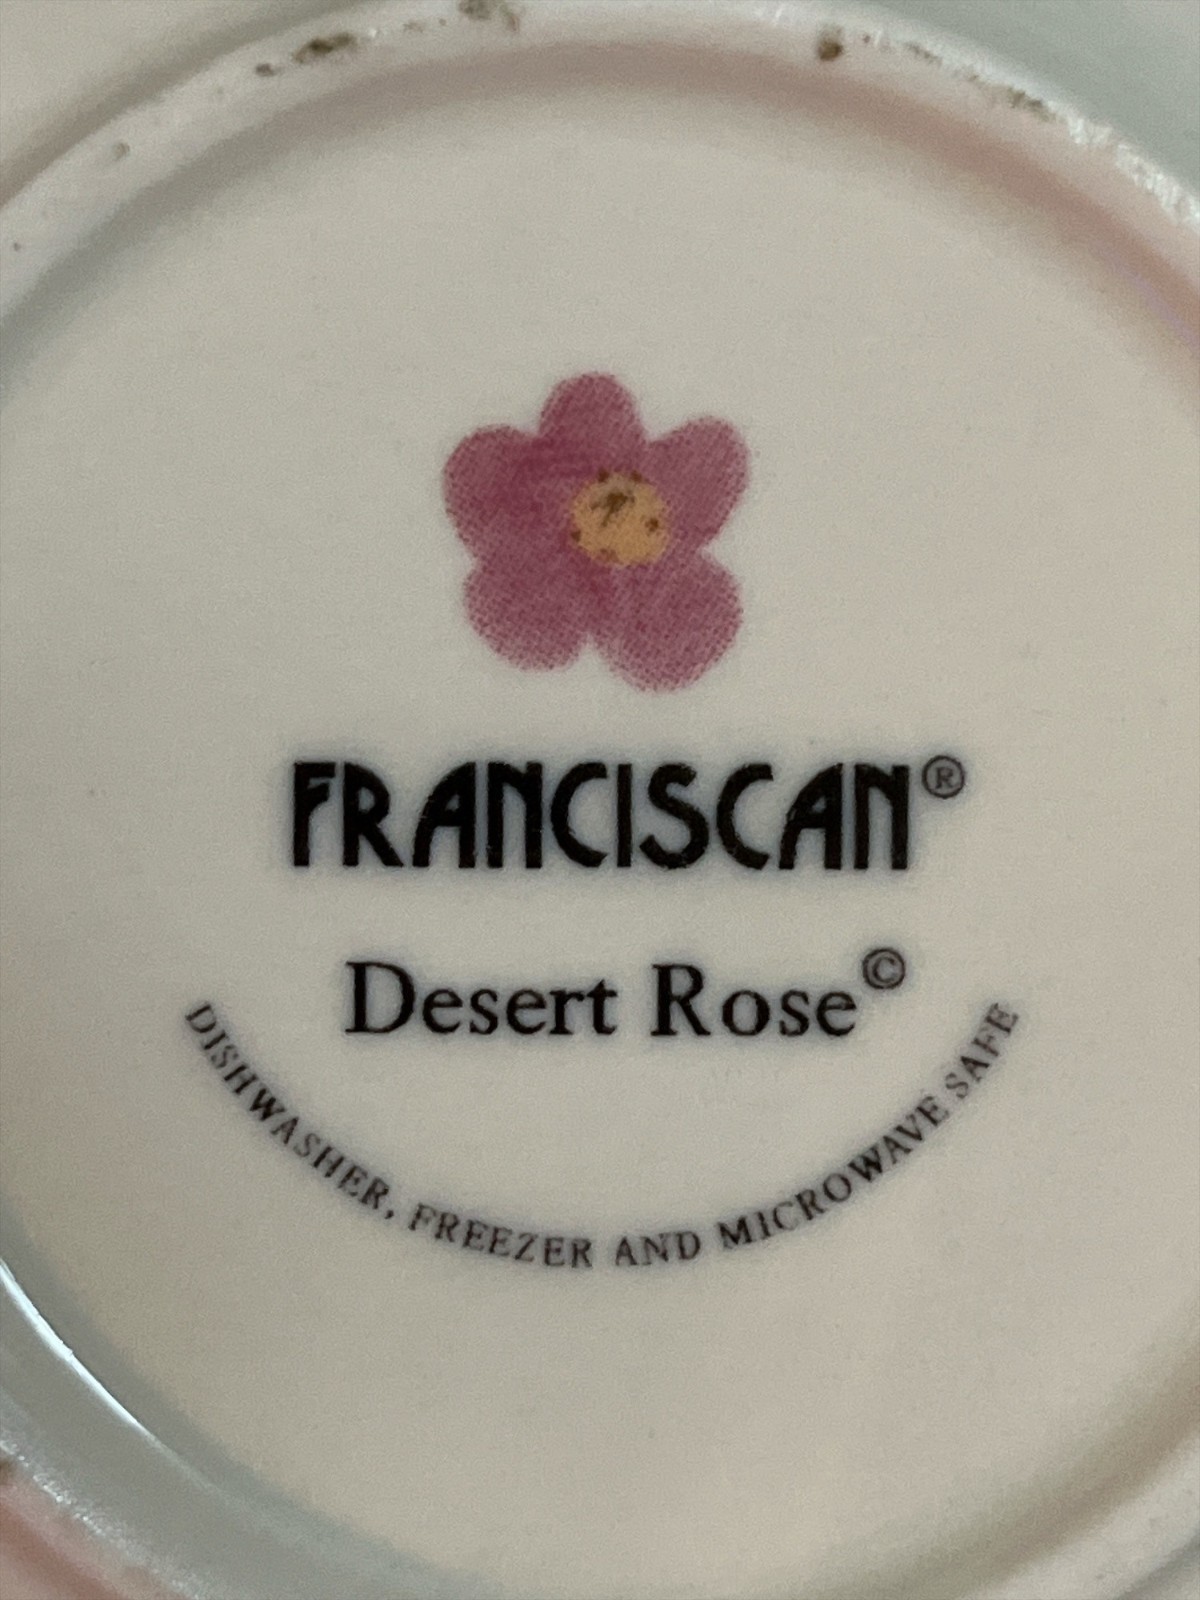 FRANCISCAN®
Desert Rose©
DISHWASHER, FREEZER AND MICROWAVE SAFE